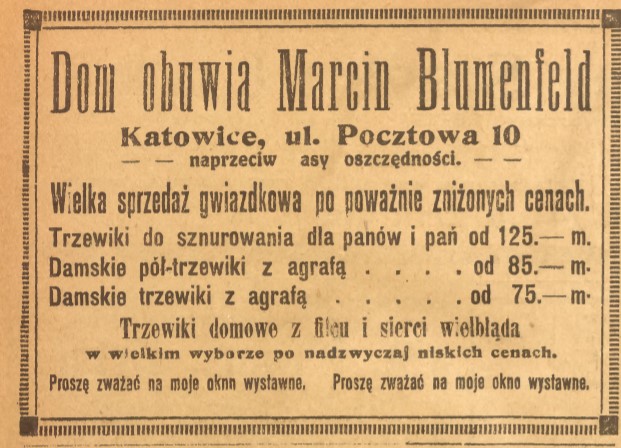 Dom obuwia Marcin Blumenfeld
Katowice, ul. Pocztowa 10
— — naprzeciw asy oszczędności. — —
Wielka sprzedaż gwiazdkowa po poważnie zniżonych cenach.
Trzewiki do sznurowania dla panów i pań od 125.— m.
Damskie pół-trzewiki z agrafą . . . . od 85.— m.
Damskie trzewiki z agrafą . . . . . od 75.— m.
Trzewiki domowe z filcu i sierci wielbłąda
w wielkim wyborze po nadzwyczaj niskich cenach.
Proszę zważać na moje oknn wystawne. Proszę zważać na moje okno wystawne.